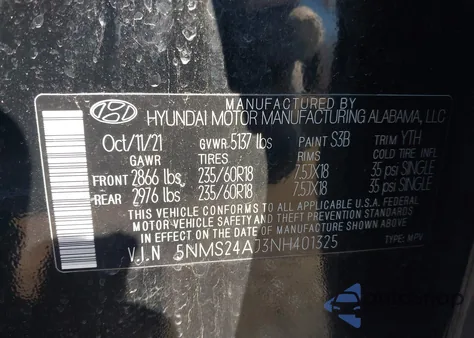 MANUFACTURED BY
HYUNDAI MOTOR MANUFACTURING ALABAMA, LLC
Oct/11/21 GVWR 5137 lbs PAINT S3B TRIM YTH
GAWR TIRES RIMS
FRONT 2866 lbs 235/60R18 7.5JX18 35 psi SINGLE
REAR 2976 lbs 235/60R18 7.5JX18 35 psi SINGLE
THIS VEHICLE CONFORMS TO ALL APPLICABLE U.S.A. FEDERAL
MOTOR VEHICLE SAFETY AND THEFT PREVENTION STANDARDS
IN EFFECT ON THE DATE OF MANUFACTURE SHOWN ABOVE.
V.I.N 5NMS24AJ3NH401325 TYPE: MPV